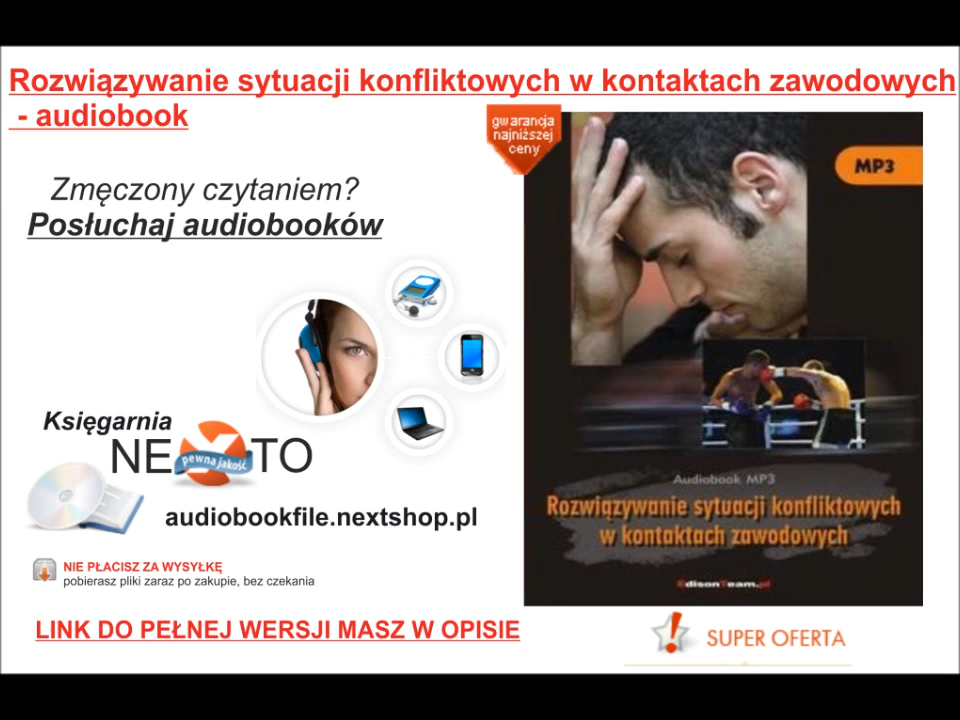 Rozwiązywanie sytuacji konfliktowych w kontaktach zawodowych
- audiobook
gwarancja
najniższej
ceny
MP3
Zmęczony czytaniem?
Posłuchaj audiobooków
Księgarnia
NEXTO
pewna jakość
audiobookfile.nextshop.pl
Audiobook MP3
Rozwiązywanie sytuacji konfliktowych
w kontaktach zawodowych
EdisonTeam.pl
NIE PŁACISZ ZA WYSYŁKĘ
pobierasz pliki zaraz po zakupie, bez czekania
LINK DO PEŁNEJ WERSJI MASZ W OPISIE
SUPER OFERTA